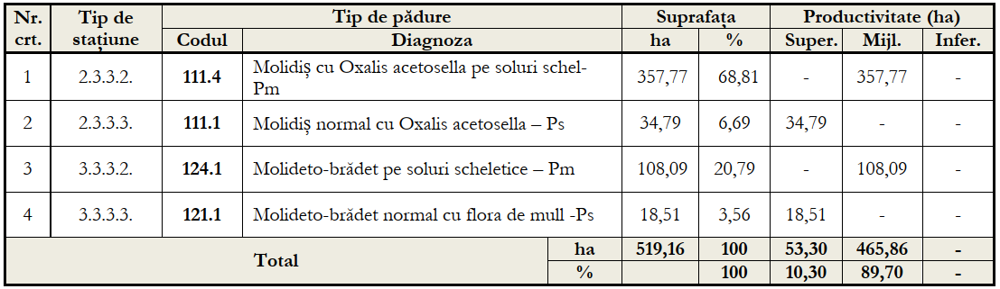 Nr. crt. Tip de stațiune Tip de pădure Suprafața Productivitate (ha)
Codul Diagnoza ha % Super. Mijl. Infer.
1 2.3.3.2. 111.4 Molidiș cu Oxalis acetosella pe soluri schel-
Pm 357,77 68,81 - 357,77 -
2 2.3.3.3. 111.1 Molidiș normal cu Oxalis acetosella – Ps 34,79 6,69 34,79 - -
3 3.3.3.2. 124.1 Molideto-brădet pe soluri scheletice – Pm 108,09 20,79 - 108,09 -
4 3.3.3.3. 121.1 Molideto-brădet normal cu flora de mull -Ps 18,51 3,56 18,51 - -
Total ha 519,16 100 53,30 465,86 -
% 100 10,30 89,70 -